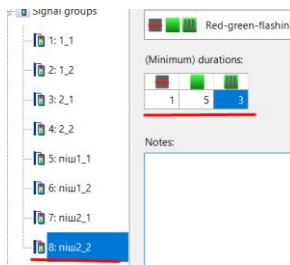 Signal groups
1: 1_1
2: 1_2
3: 2_1
4: 2_2
5: піш1_1
6: піш1_2
7: піш2_1
8: піш2_2
Red-green-flashin
(Minimum) durations:
1 5 3
Notes: